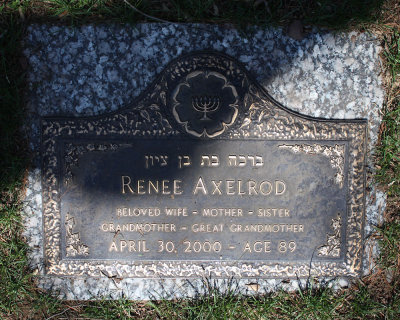 ברכה בת בן ציון
RENEE AXELROD
BELOVED WIFE - MOTHER - SISTER
GRANDMOTHER - GREAT GRANDMOTHER
APRIL 30, 2000 - AGE 89